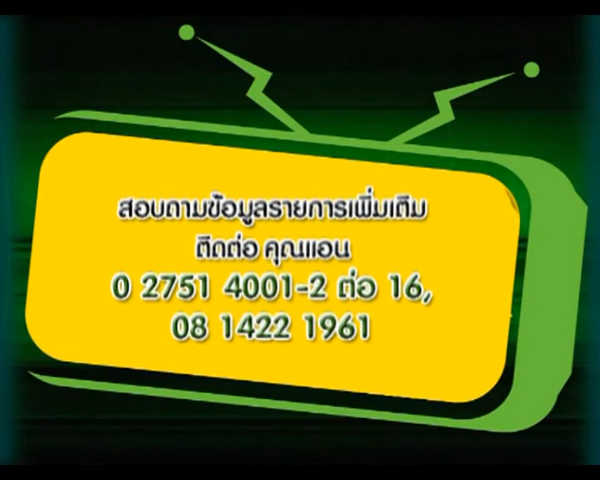 สอบถามข้อมูลรายการเพิ่มเติม
ติดต่อ คุณแอน
0 2751 4001-2 ต่อ 16,
08 1422 1961